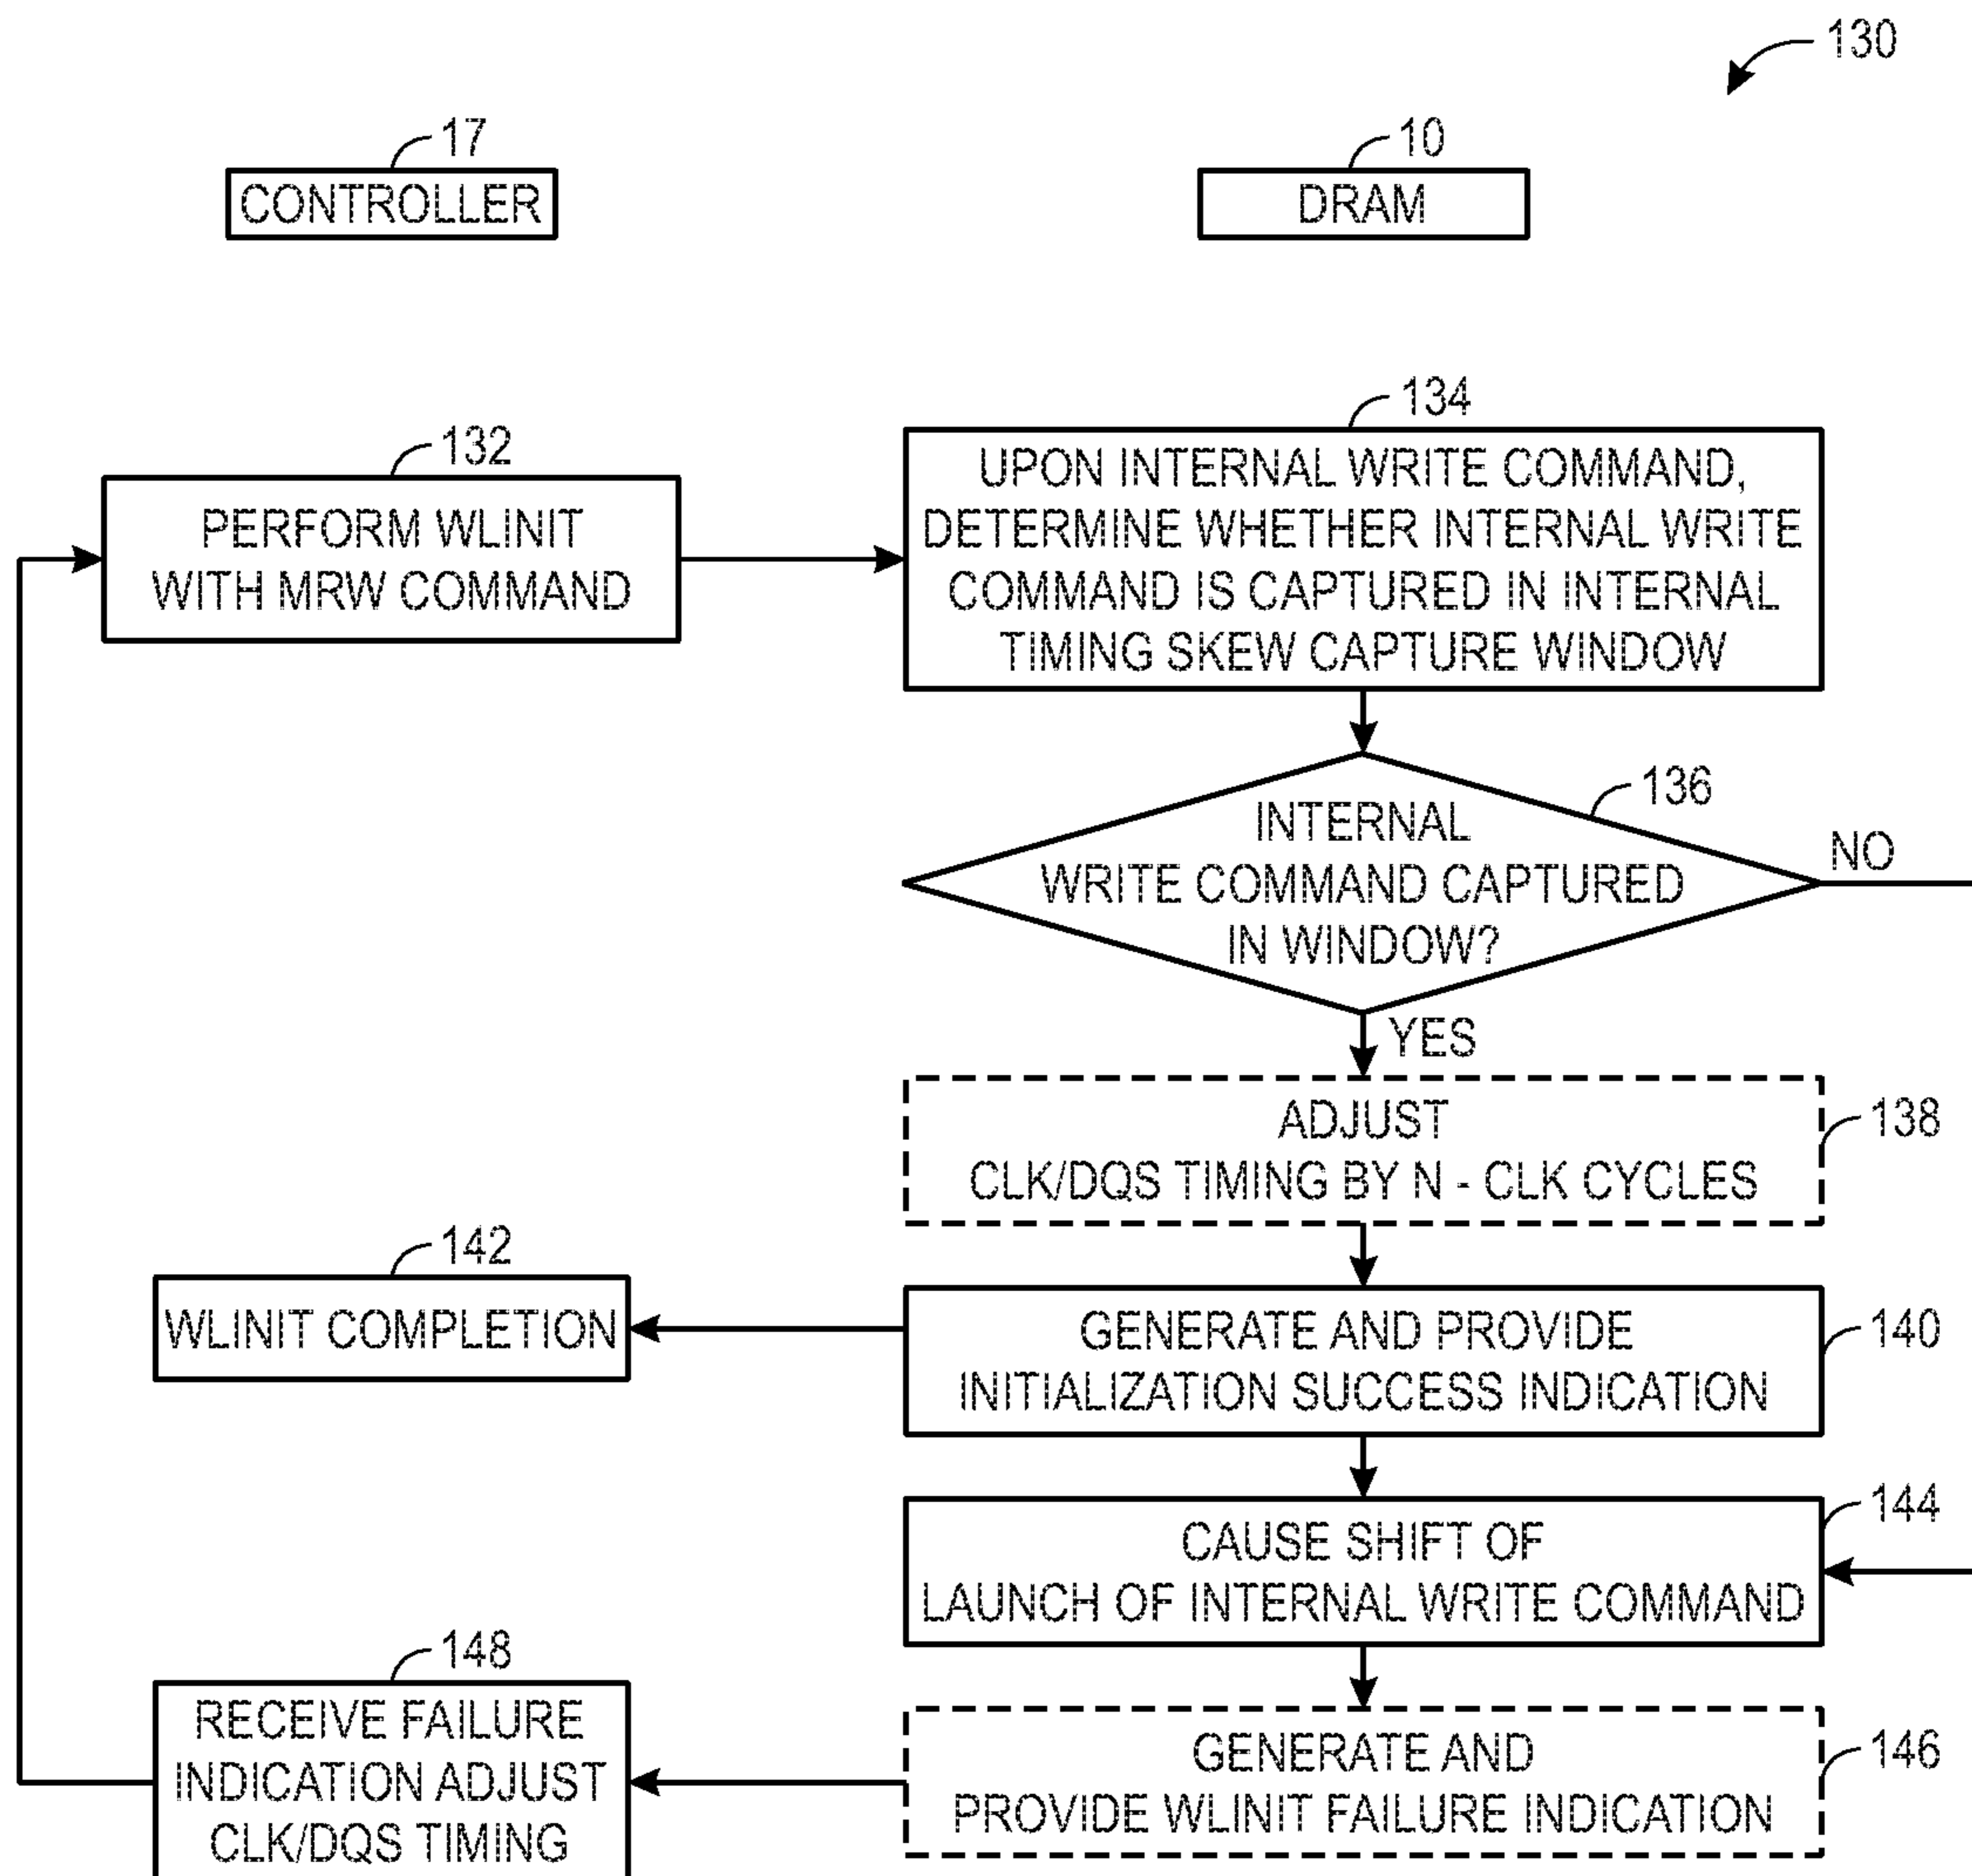 130
17
CONTROLLER
10
DRAM
132
PERFORM WLINIT
WITH MRW COMMAND
134
UPON INTERNAL WRITE COMMAND,
DETERMINE WHETHER INTERNAL WRITE
COMMAND IS CAPTURED IN INTERNAL
TIMING SKEW CAPTURE WINDOW
136
INTERNAL
WRITE COMMAND CAPTURED
IN WINDOW?
NO
YES
ADJUST
CLK/DQS TIMING BY N - CLK CYCLES
138
142
WLINIT COMPLETION
GENERATE AND PROVIDE
INITIALIZATION SUCCESS INDICATION
140
CAUSE SHIFT OF
LAUNCH OF INTERNAL WRITE COMMAND
144
148
RECEIVE FAILURE
INDICATION ADJUST
CLK/DQS TIMING
GENERATE AND
PROVIDE WLINIT FAILURE INDICATION
146